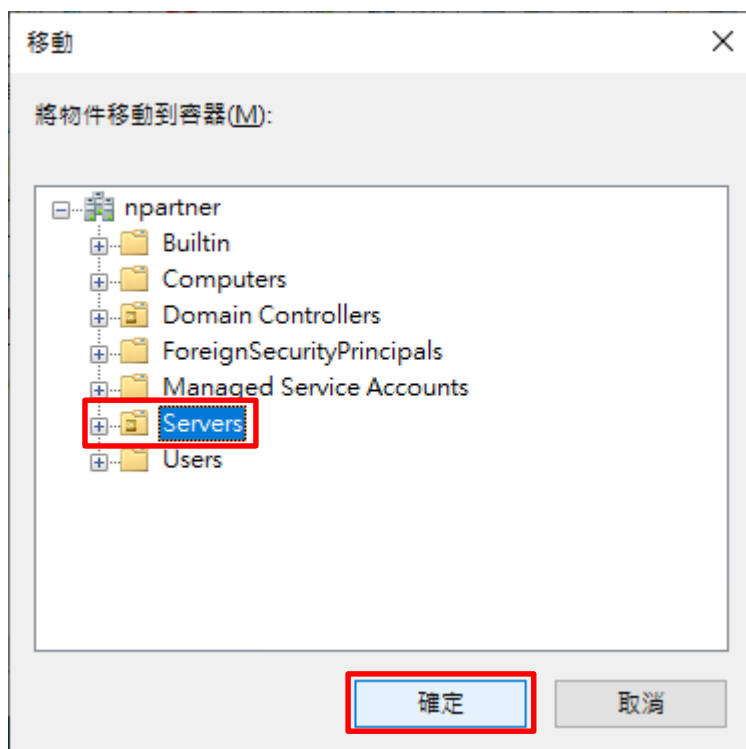 移動
將物件移動到容器(M):
npartner
Builtin
Computers
Domain Controllers
ForeignSecurityPrincipals
Managed Service Accounts
Servers
Users
確定 取消